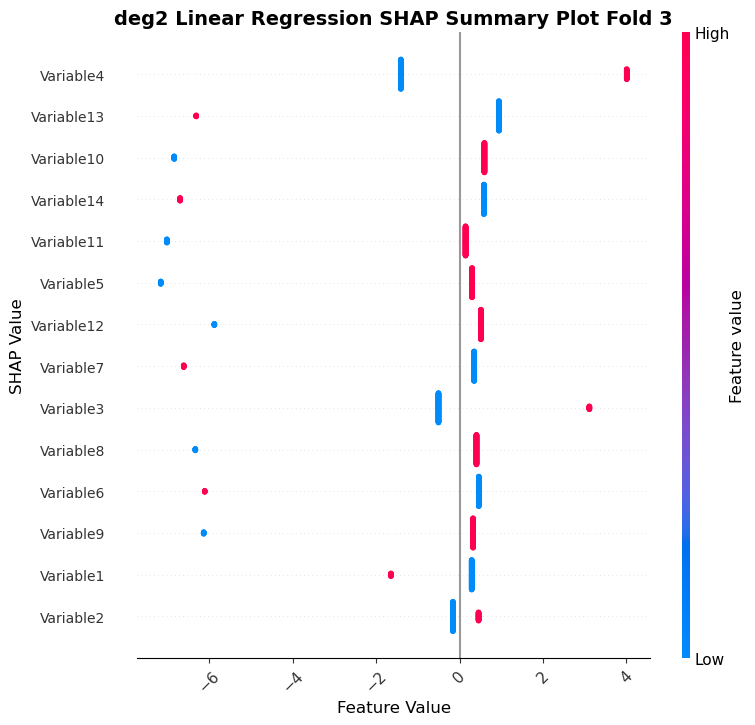 deg2 Linear Regression SHAP Summary Plot Fold 3
High
Variable4
Variable13
Variable10
Variable14
Variable11
Variable5
Variable12
Variable7
Variable3
Variable8
Variable6
Variable9
Variable1
Variable2
SHAP Value
Feature value
Low
−6
−4
−2
0
2
4
Feature Value